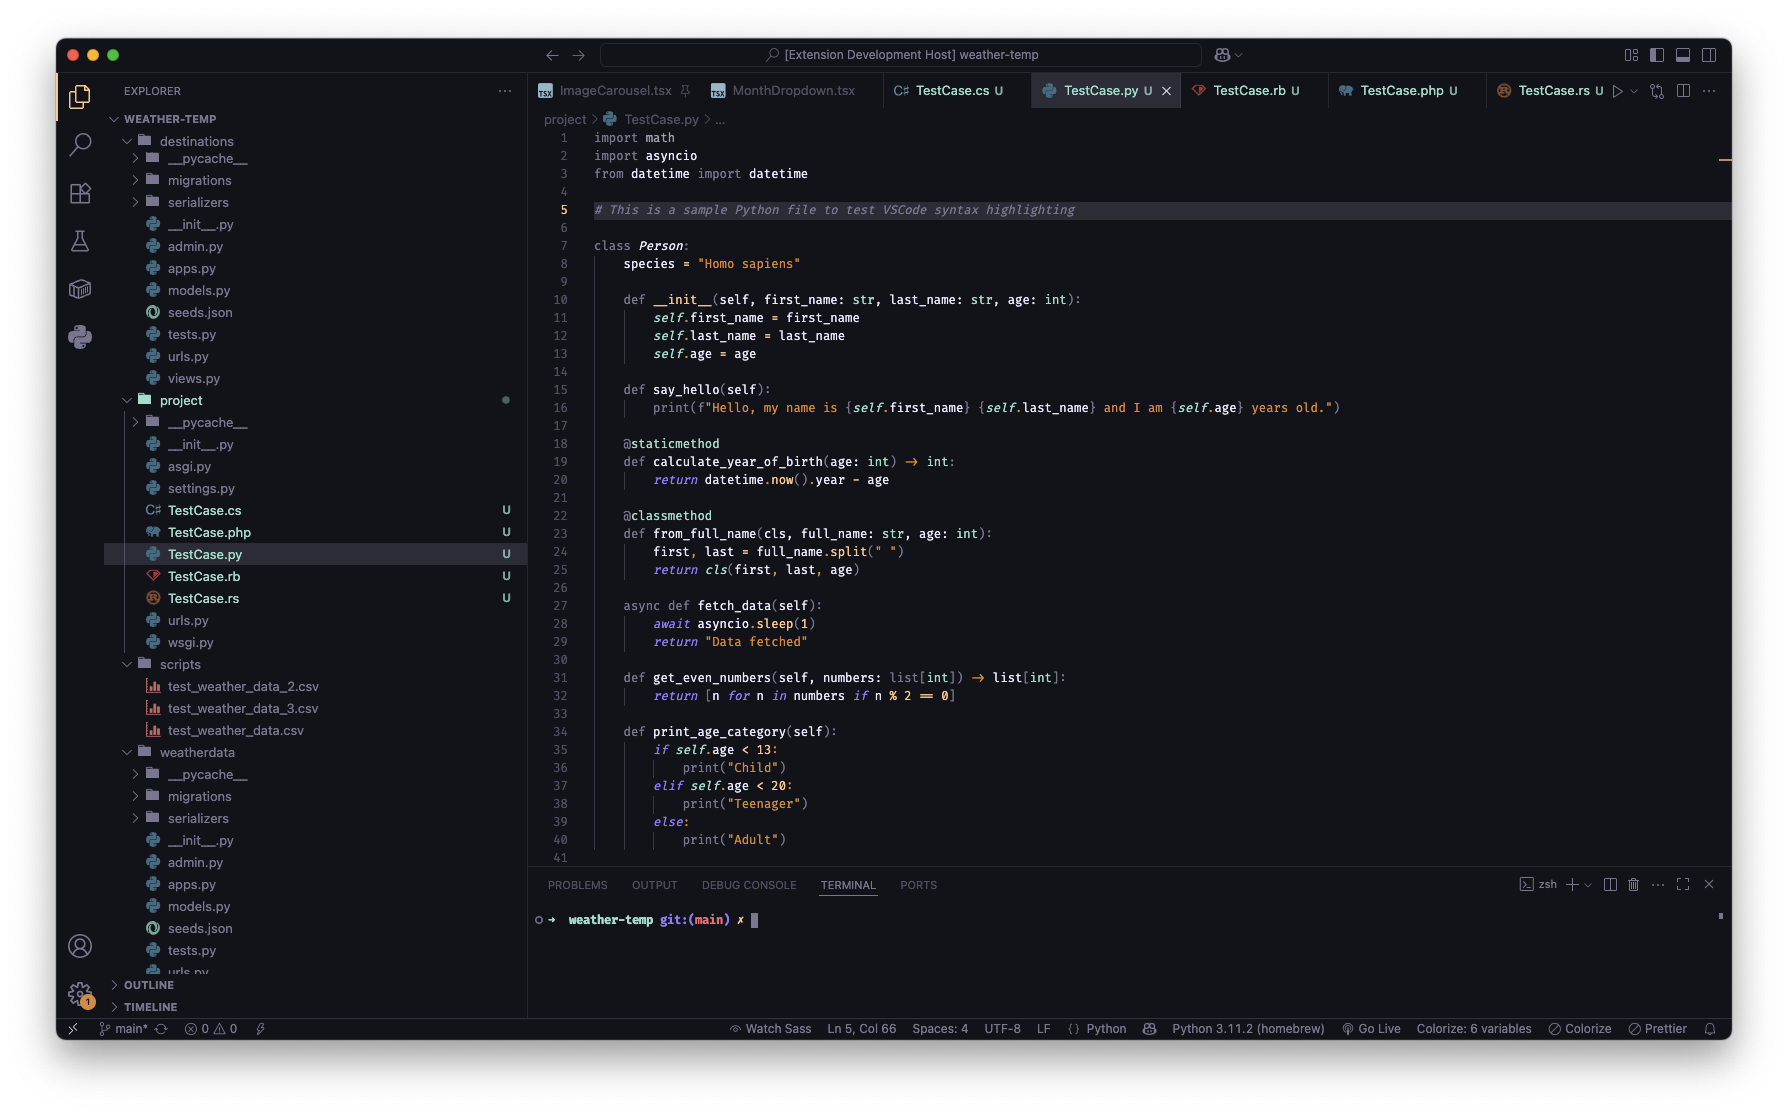 [Extension Development Host] weather-temp
EXPLORER
WEATHER-TEMP
destinations
__pycache__
migrations
serializers
__init__.py
admin.py
apps.py
models.py
seeds.json
tests.py
urls.py
views.py
project
__pycache__
__init__.py
asgi.py
settings.py
TestCase.cs U
TestCase.php U
TestCase.py U
TestCase.rb U
TestCase.rs U
urls.py
wsgi.py
scripts
test_weather_data_2.csv
test_weather_data_3.csv
test_weather_data.csv
weatherdata
__pycache__
migrations
serializers
__init__.py
admin.py
apps.py
models.py
seeds.json
tests.py
urls.py
OUTLINE
TIMELINE
TSX ImageCarousel.tsx TSX MonthDropdown.tsx C# TestCase.cs U TestCase.py U TestCase.rb U TestCase.php U TestCase.rs U
project > TestCase.py > ...
1 import math
2 import asyncio
3 from datetime import datetime
4
5 # This is a sample Python file to test VSCode syntax highlighting
6
7 class Person:
8 species = "Homo sapiens"
9
10 def __init__(self, first_name: str, last_name: str, age: int):
11 self.first_name = first_name
12 self.last_name = last_name
13 self.age = age
14
15 def say_hello(self):
16 print(f"Hello, my name is {self.first_name} {self.last_name} and I am {self.age} years old.")
17
18 @staticmethod
19 def calculate_year_of_birth(age: int) -> int:
20 return datetime.now().year - age
21
22 @classmethod
23 def from_full_name(cls, full_name: str, age: int):
24 first, last = full_name.split(" ")
25 return cls(first, last, age)
26
27 async def fetch_data(self):
28 await asyncio.sleep(1)
29 return "Data fetched"
30
31 def get_even_numbers(self, numbers: list[int]) -> list[int]:
32 return [n for n in numbers if n % 2 == 0]
33
34 def print_age_category(self):
35 if self.age < 13:
36 print("Child")
37 elif self.age < 20:
38 print("Teenager")
39 else:
40 print("Adult")
41
PROBLEMS OUTPUT DEBUG CONSOLE TERMINAL PORTS zsh
➜ weather-temp git:(main) ✗
1
main* 0 0 Watch Sass Ln 5, Col 66 Spaces: 4 UTF-8 LF {} Python Python 3.11.2 (homebrew) Go Live Colorize: 6 variables Colorize Prettier